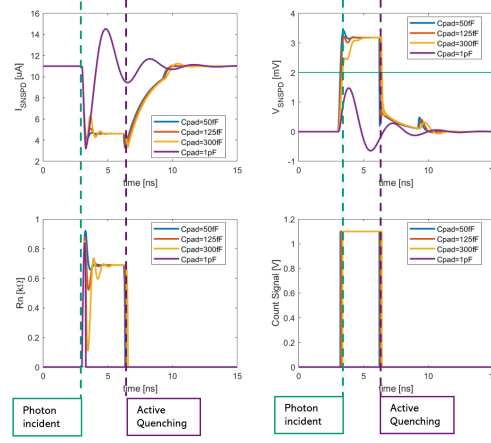 16
14
12
10
8
6
4
2
I_SNSPD [uA]
0
5
10
15
time [ns]
Cpad=50fF
Cpad=125fF
Cpad=300fF
Cpad=1pF
5
4
3
2
1
0
-1
V_SNSPD [mV]
0
5
10
15
time [ns]
Cpad=50fF
Cpad=125fF
Cpad=300fF
Cpad=1pF
1
0.8
0.6
0.4
0.2
0
Rn [kΩ]
0
5
10
15
time [ns]
Cpad=50fF
Cpad=125fF
Cpad=300fF
Cpad=1pF
1.2
1
0.8
0.6
0.4
0.2
0
Count Signal [V]
0
5
10
15
time [ns]
Cpad=50fF
Cpad=125fF
Cpad=300fF
Cpad=1pF
Photon
incident
Active
Quenching
Photon
incident
Active
Quenching